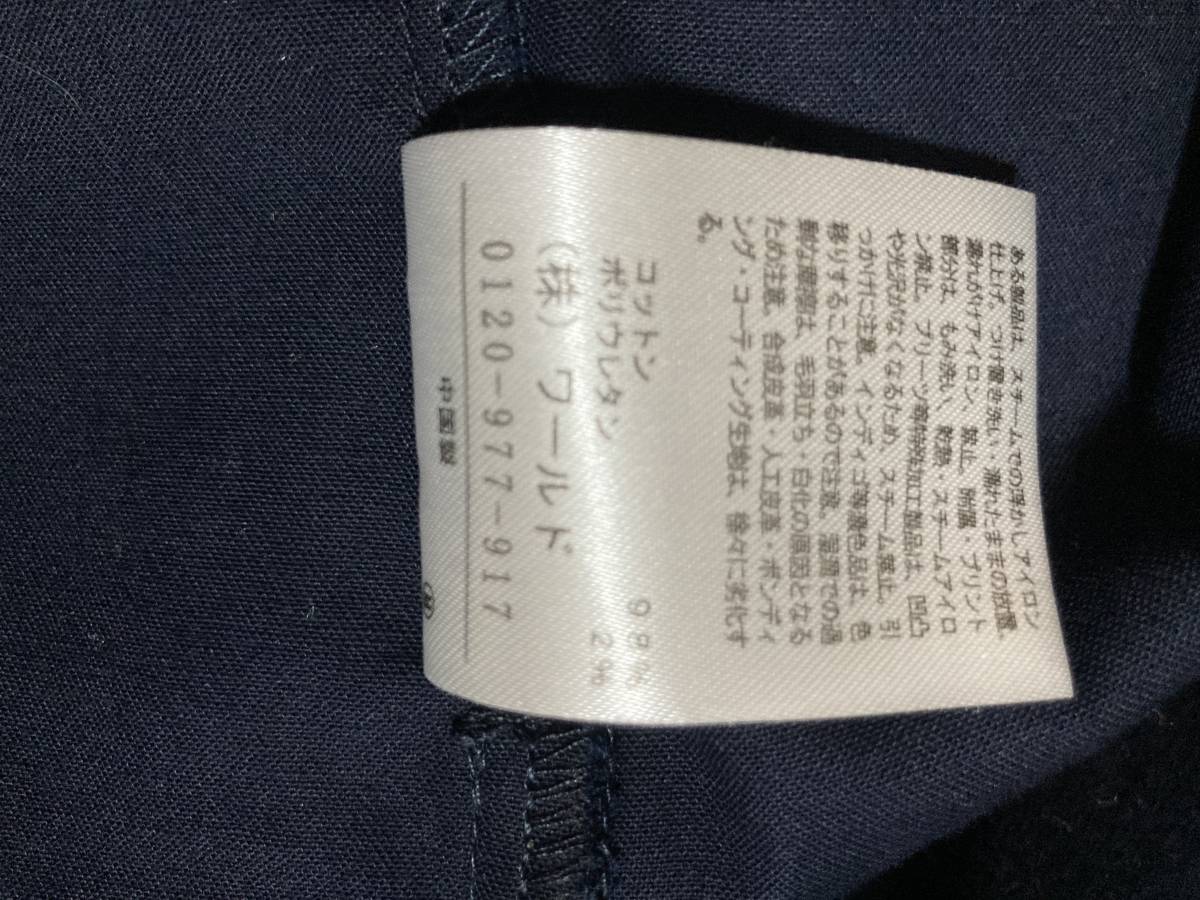 ある製品は、スチームでの浮かしアイロン
仕上げ。つけ置き洗い・濡れたままの放置、
濡れがけアイロン、禁止。附属・プリント
部分は、もみ洗い、乾熱・スチームアイロ
ン禁止。プリーツ等特殊加工製品は、凹凸
や光沢がなくなるため、スチーム禁止。引
っかけに注意。インディゴ等濃色品は、色
移りすることがあるので注意。湿潤での過
動な摩擦は、毛羽立ち・白化の原因となる
ため注意。合成皮革・人工皮革・ボンディ
ング・コーティング生地は、徐々に劣化す
る。
コットン 98%
ポリウレタン 2%
(株)ワールド
0120-977-917
中国製